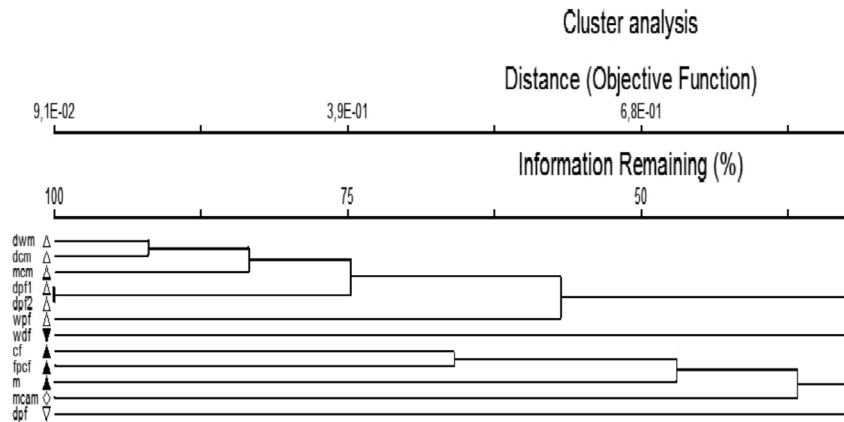 Cluster analysis
Distance (Objective Function)
9,1E-02 3,9E-01 6,8E-01
Information Remaining (%)
100 75 50
dwm
dcm
mcm
dpf1
dpf2
wpf
wdf
cf
fpcf
m
mcam
dpf